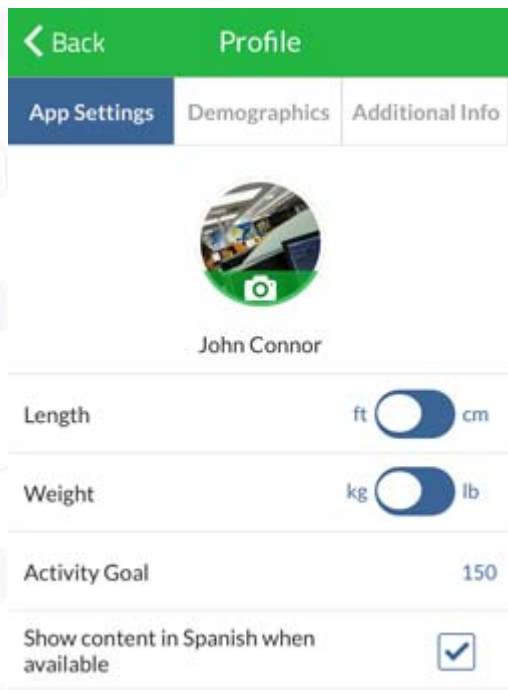 Back
Profile
App Settings
Demographics
Additional Info
John Connor
Length
ft
cm
Weight
kg
lb
Activity Goal
150
Show content in Spanish when
available